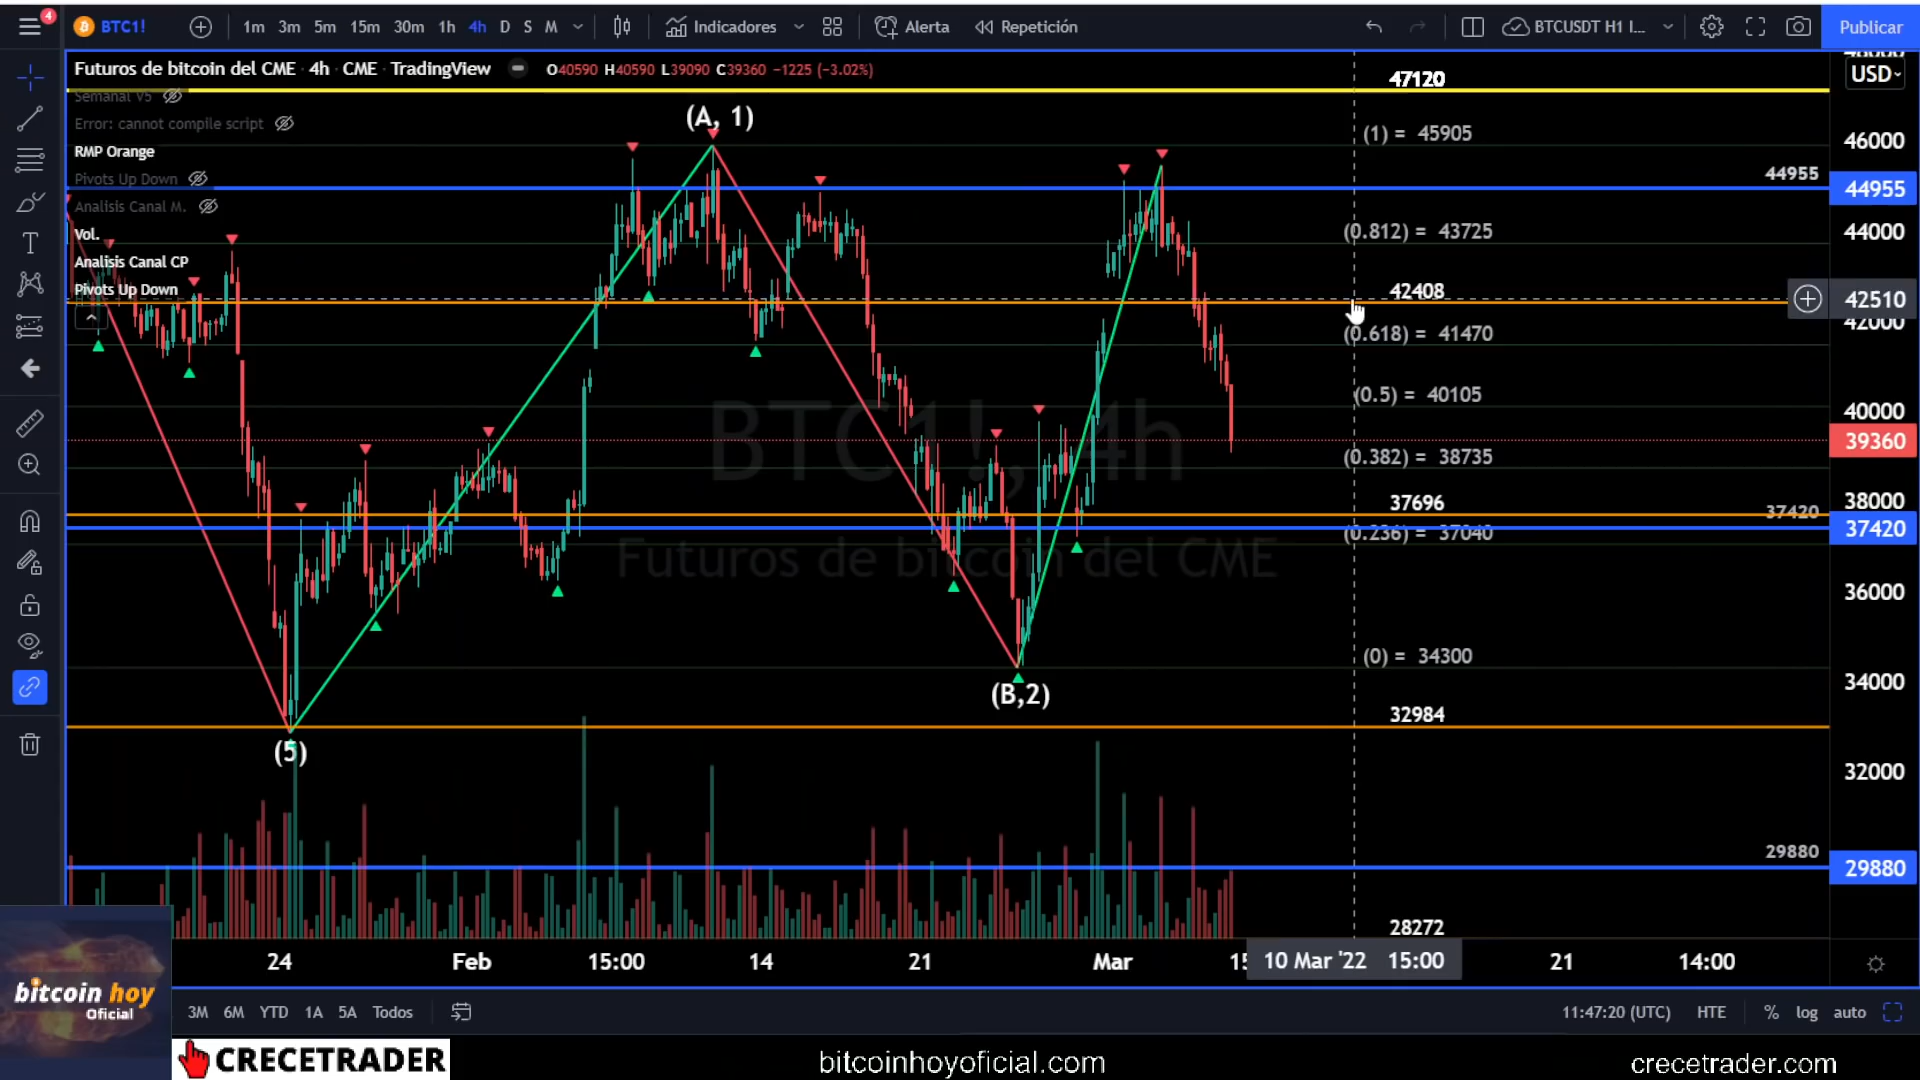 4
BTC1!
1m 3m 5m 15m 30m 1h 4h D S M
Indicadores
Alerta
Repetición
BTCUSDT H1 I...
Publicar
Futuros de bitcoin del CME · 4h · CME · TradingView
O40590 H40590 L39090 C39360 −1225 (−3.02%)
Semanal V5
Error: cannot compile script
RMP Orange
Pivots Up Down
Analisis Canal M.
Vol.
Analisis Canal CP
Pivots Up Down
BTC1!, 4h
Futuros de bitcoin del CME
(A, 1)
(B,2)
(5)
47120
(1) = 45905
44955
(0.812) = 43725
42408
(0.618) = 41470
(0.5) = 40105
(0.382) = 38735
37696
37420
(0.236) = 37040
(0) = 34300
32984
29880
28272
USD
48000
46000
44955
44000
42510
42000
40000
39360
38000
37420
36000
34000
32000
29880
24
Feb
15:00
14
21
Mar
10 Mar '22 15:00
21
14:00
3M 6M YTD 1A 5A Todos
11:47:20 (UTC)
HTE
% log auto
bitcoin hoy
Oficial
CRECETRADER
bitcoinhoyoficial.com
crecetrader.com